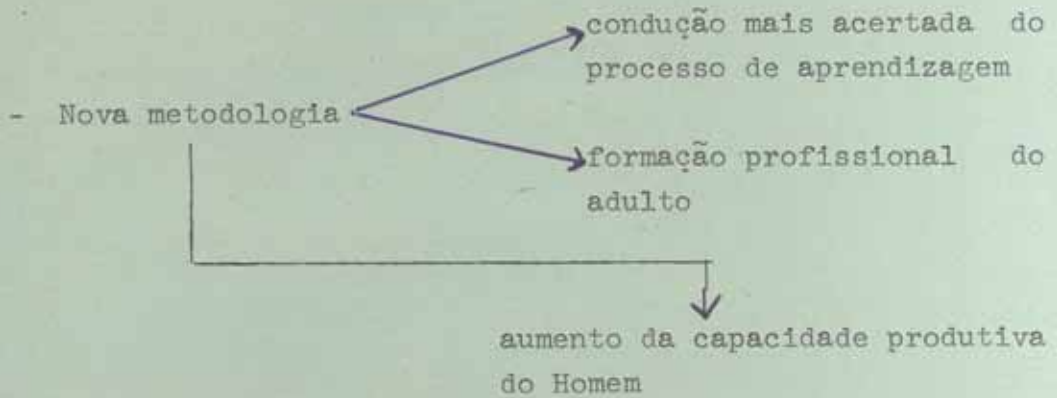 condução mais acertada do
processo de aprendizagem
- Nova metodologia
formação profissional do
adulto
aumento da capacidade produtiva
do Homem